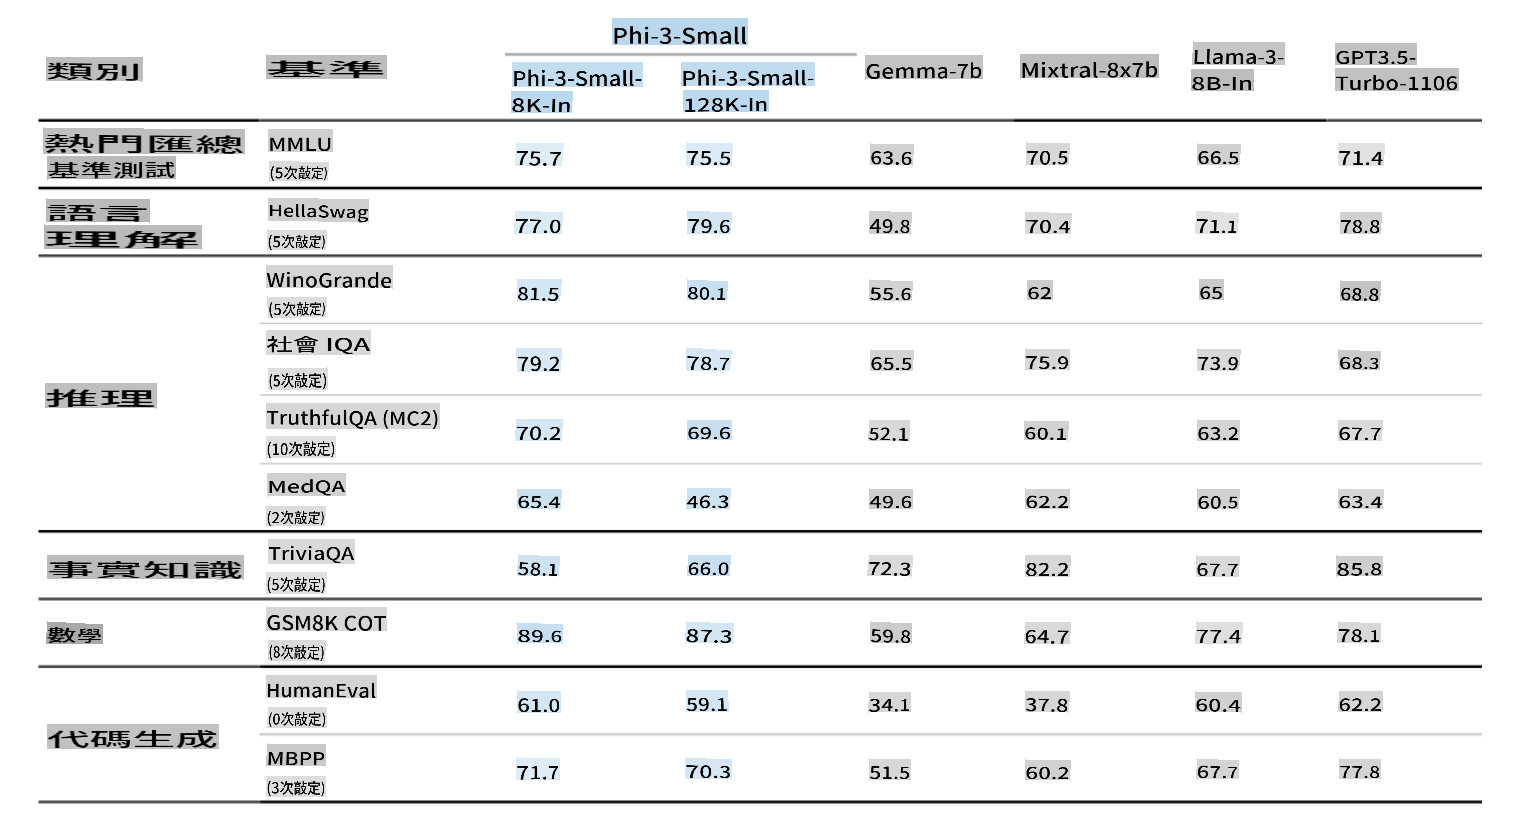 Phi-3-Small
類別 基準 Phi-3-Small-8K-In Phi-3-Small-128K-In Gemma-7b Mixtral-8x7b Llama-3-8B-In GPT3.5-Turbo-1106
熱門匯總
基準測試
MMLU
(5次敲定)
75.7 75.5 63.6 70.5 66.5 71.4
語言
理解
HellaSwag
(5次敲定)
77.0 79.6 49.8 70.4 71.1 78.8
推理
WinoGrande
(5次敲定)
81.5 80.1 55.6 62 65 68.8
社會 IQA
(5次敲定)
79.2 78.7 65.5 75.9 73.9 68.3
TruthfulQA (MC2)
(10次敲定)
70.2 69.6 52.1 60.1 63.2 67.7
MedQA
(2次敲定)
65.4 46.3 49.6 62.2 60.5 63.4
事實知識
TriviaQA
(5次敲定)
58.1 66.0 72.3 82.2 67.7 85.8
數學
GSM8K COT
(8次敲定)
89.6 87.3 59.8 64.7 77.4 78.1
代碼生成
HumanEval
(0次敲定)
61.0 59.1 34.1 37.8 60.4 62.2
MBPP
(3次敲定)
71.7 70.3 51.5 60.2 67.7 77.8